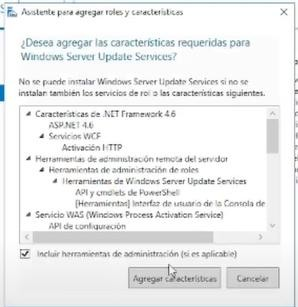 Asistente para agregar roles y características
¿Desea agregar las características requeridas para
Windows Server Update Services?
No se puede instalar Windows Server Update Services si no se
instalan también los servicios de rol o las características siguientes.
Características de .NET Framework 4.6
ASP.NET 4.6
Servicios WCF
Activación HTTP
Herramientas de administración remota del servidor
Herramientas de administración de roles
Herramientas de Windows Server Update Services
API y cmdlets de PowerShell
[Herramientas] Interfaz de usuario de la Consola de
Servicio WAS (Windows Process Activation Service)
API de configuración
Incluir herramientas de administración (si es aplicable)
Agregar características
Cancelar